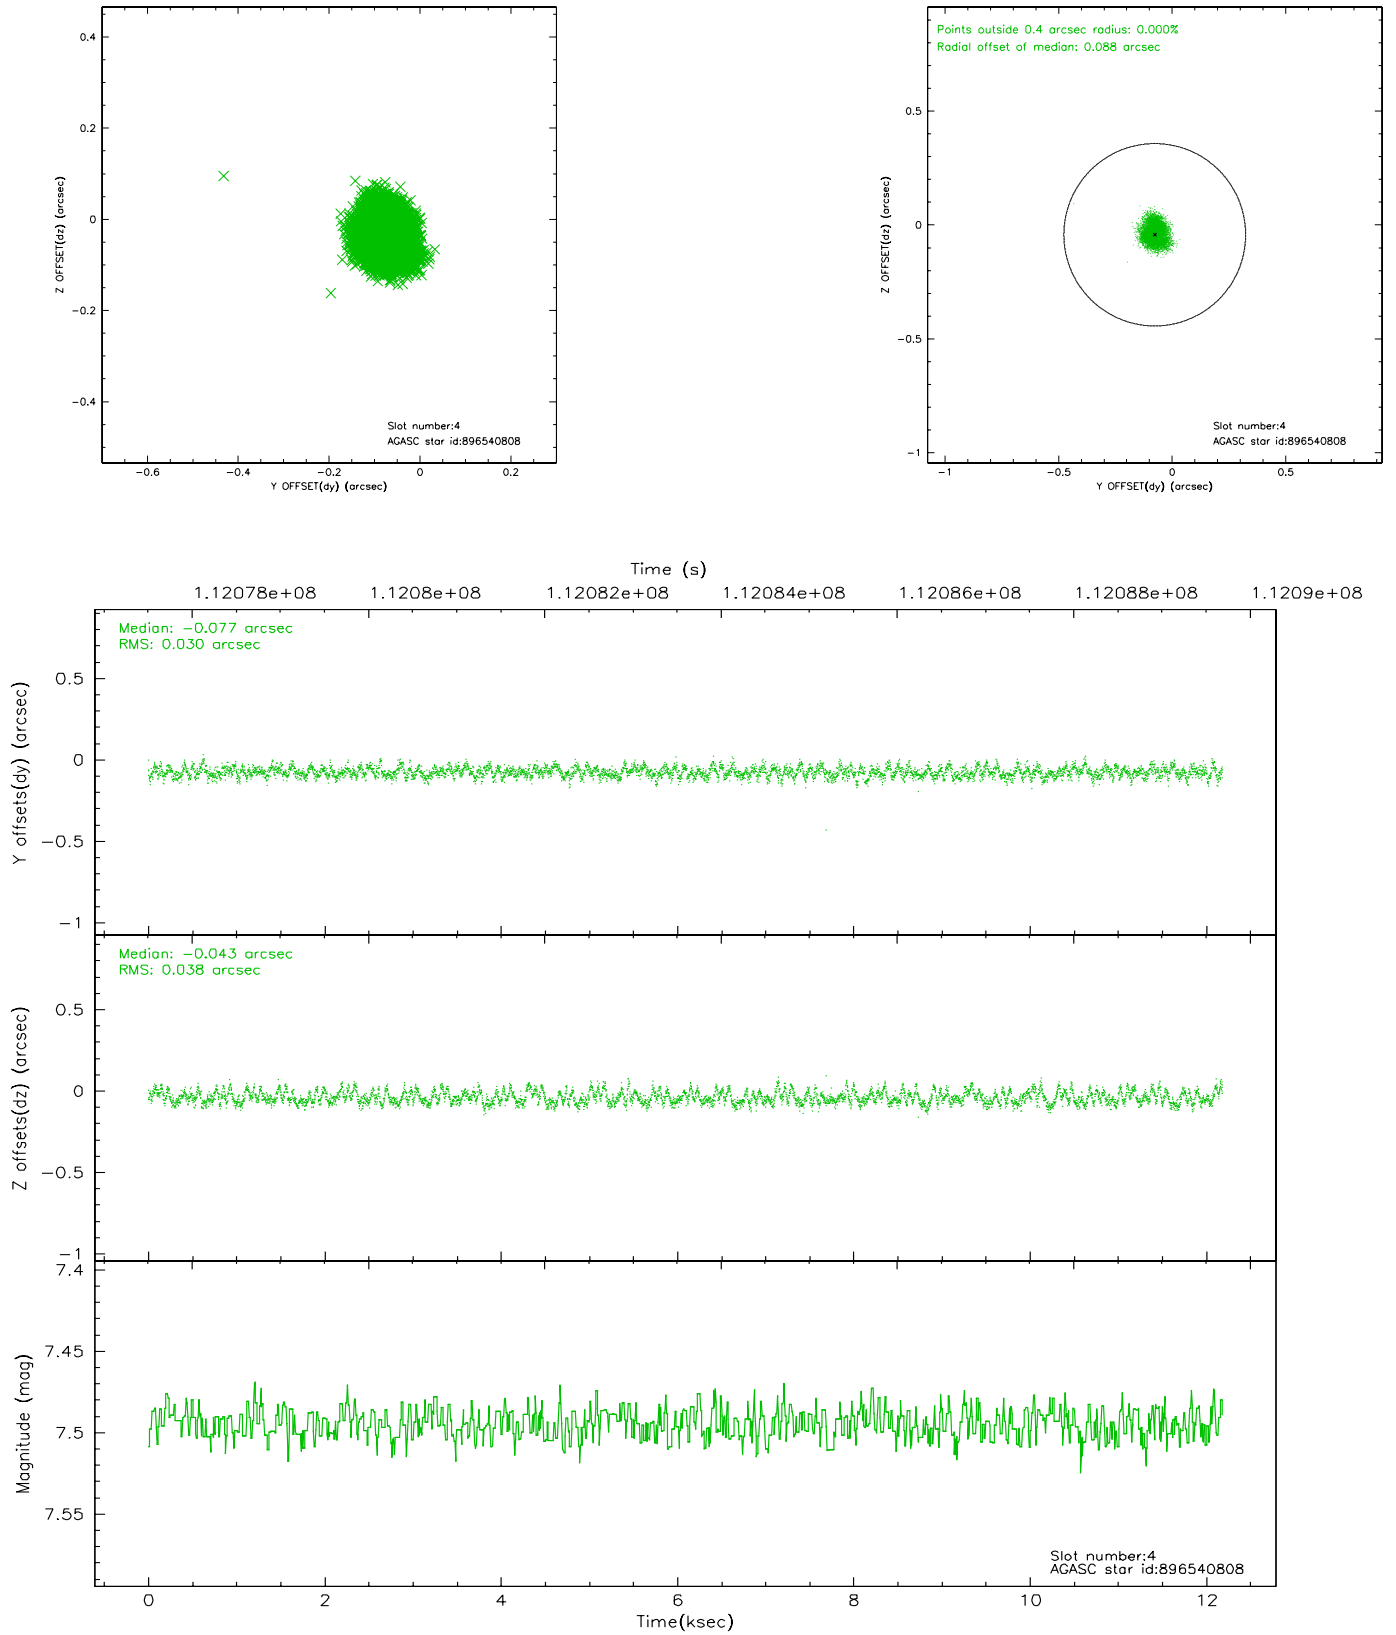 0.4
0.2
0
−0.2
−0.4
Z OFFSET(dz) (arcsec)
Slot number:4
AGASC star id:896540808
−0.6
−0.4
−0.2
0
0.2
Y OFFSET(dy) (arcsec)
Points outside 0.4 arcsec radius: 0.000%
Radial offset of median: 0.088 arcsec
0.5
0
−0.5
−1
Z OFFSET(dz) (arcsec)
Slot number:4
AGASC star id:896540808
−1
−0.5
0
0.5
Y OFFSET(dy) (arcsec)
Time (s)
1.12078e+08
1.1208e+08
1.12082e+08
1.12084e+08
1.12086e+08
1.12088e+08
1.1209e+08
Median: −0.077 arcsec
RMS: 0.030 arcsec
0.5
0
−0.5
−1
Y offsets(dy) (arcsec)
Median: −0.043 arcsec
RMS: 0.038 arcsec
0.5
0
−0.5
−1
Z offsets(dz) (arcsec)
7.4
7.45
7.5
7.55
Magnitude (mag)
Slot number:4
AGASC star id:896540808
0
2
4
6
8
10
12
Time(ksec)